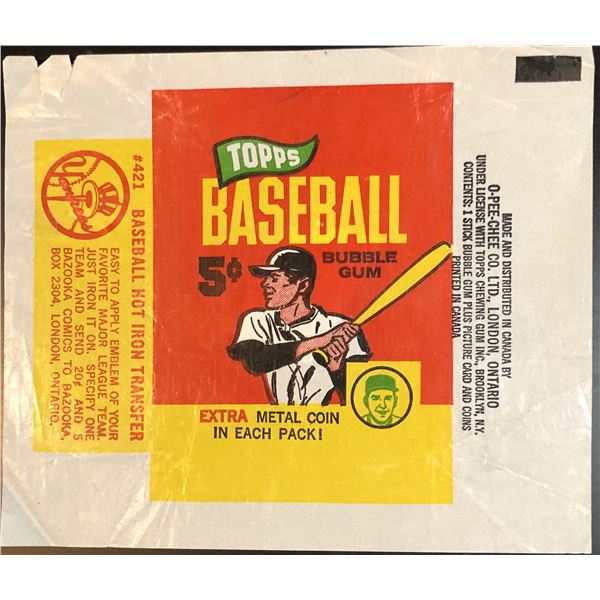 TOPPS
BASEBALL
5¢
BUBBLE
GUM
EXTRA METAL COIN
IN EACH PACK!
Yankees
#421 BASEBALL HOT IRON TRANSFER
EASY TO APPLY EMBLEM OF YOUR
FAVORITE MAJOR LEAGUE TEAM.
JUST IRON IT ON. SPECIFY ONE
TEAM AND SEND 20¢ AND 5
BAZOOKA COMICS TO BAZOOKA,
BOX 2304, LONDON, ONTARIO.
MADE AND DISTRIBUTED IN CANADA BY
O-PEE-CHEE CO. LTD., LONDON, ONTARIO
UNDER LICENSE WITH TOPPS CHEWING GUM INC., BROOKLYN, N.Y.
CONTENTS: 1 STICK BUBBLE GUM PLUS PICTURE CARD AND COINS
PRINTED IN CANADA